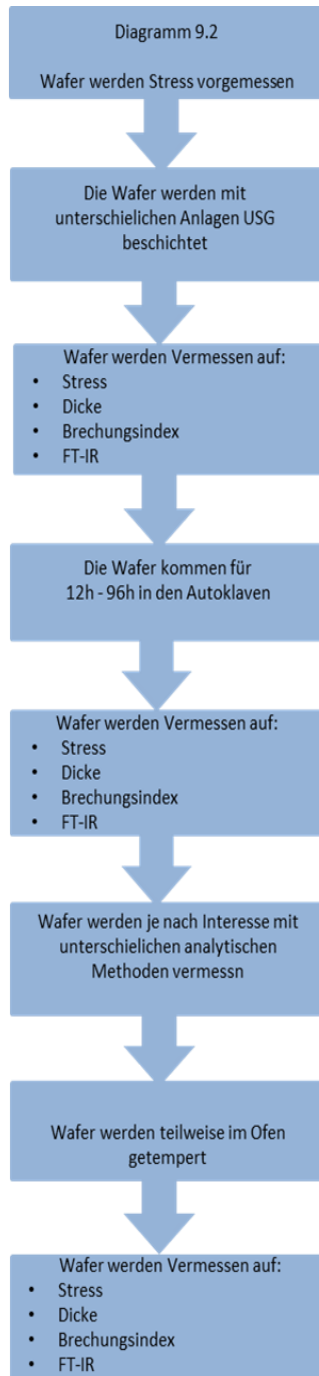 Diagramm 9.2
Wafer werden Stress vorgemessen
Die Wafer werden mit
unterschielichen Anlagen USG
beschichtet
Wafer werden Vermessen auf:
• Stress
• Dicke
• Brechungsindex
• FT-IR
Die Wafer kommen für
12h - 96h in den Autoklaven
Wafer werden Vermessen auf:
• Stress
• Dicke
• Brechungsindex
• FT-IR
Wafer werden je nach Interesse mit
unterschielichen analytischen
Methoden vermessn
Wafer werden teilweise im Ofen
getempert
Wafer werden Vermessen auf:
• Stress
• Dicke
• Brechungsindex
• FT-IR